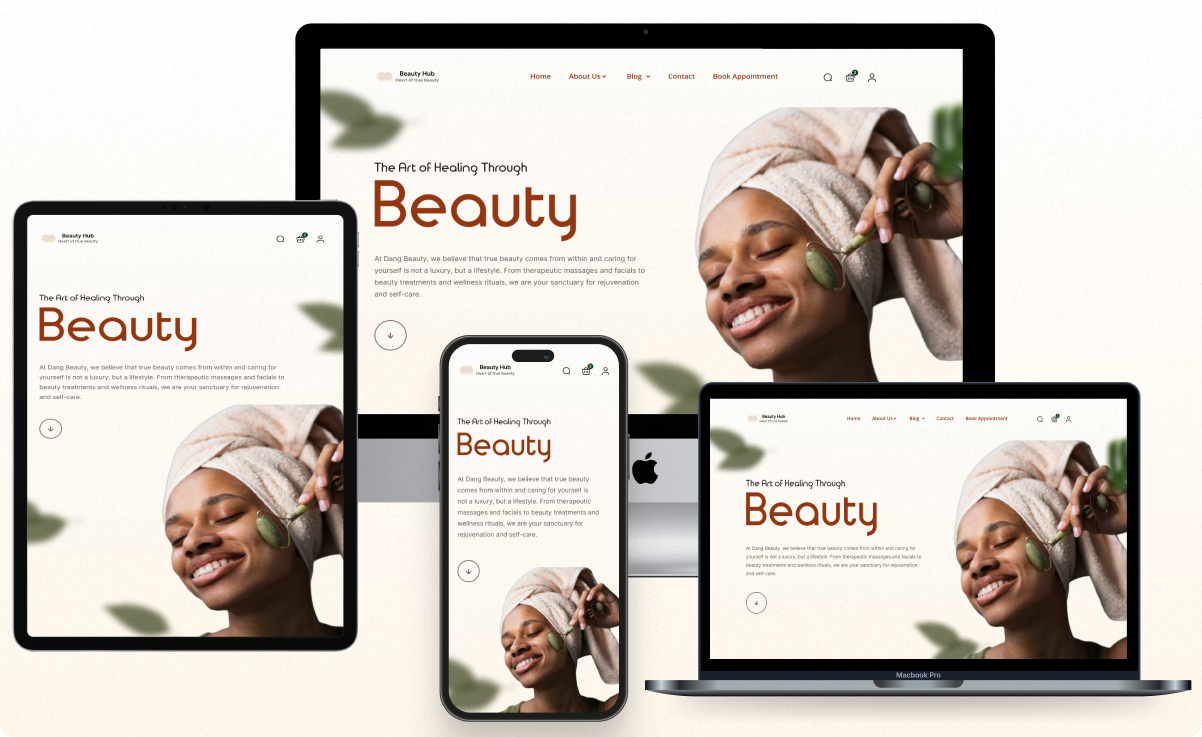 Beauty Hub
Heart of true beauty
Home
About Us
Blog
Contact
Book Appointment
2
The Art of Healing Through
Beauty
At Dang Beauty, we believe that true beauty comes from within and caring for
yourself is not a luxury, but a lifestyle. From therapeutic massages and facials to
beauty treatments and wellness rituals, we are your sanctuary for rejuvenation
and self-care.
Beauty Hub
Heart of true beauty
2
The Art of Healing Through
Beauty
At Dang Beauty, we believe that true beauty comes from within and caring for
yourself is not a luxury, but a lifestyle. From therapeutic massages and facials to
beauty treatments and wellness rituals, we are your sanctuary for rejuvenation
and self-care.
Beauty Hub
Heart of true beauty
2
The Art of Healing Through
Beauty
At Dang Beauty, we believe that true beauty
comes from within and caring for yourself is
not a luxury, but a lifestyle. From therapeutic
massages and facials to beauty treatments and
wellness rituals, we are your sanctuary for
rejuvenation and self-care.
Beauty Hub
Heart of true beauty
Home
About Us
Blog
Contact
Book Appointment
2
The Art of Healing Through
Beauty
At Dang Beauty, we believe that true beauty comes from within and caring for
yourself is not a luxury, but a lifestyle. From therapeutic massages and facials to
beauty treatments and wellness rituals, we are your sanctuary for rejuvenation
and self-care.
Macbook Pro